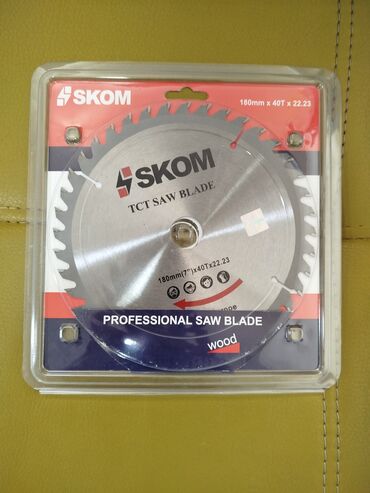 SKOM
180mm x 40T x 22.23
SKOM
TCT SAW BLADE
180mm(7")x40Tx22.23
PROFESSIONAL SAW BLADE
wood